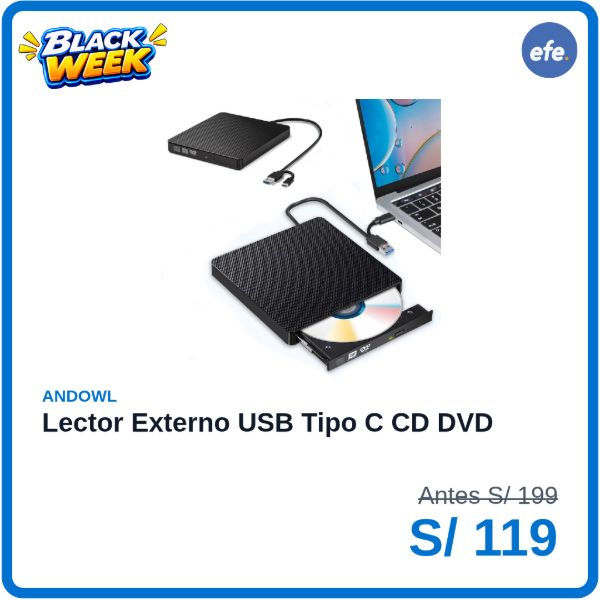 BLACK
WEEK
efe.
ANDOWL
Lector Externo USB Tipo C CD DVD
Antes S/ 199
S/ 119